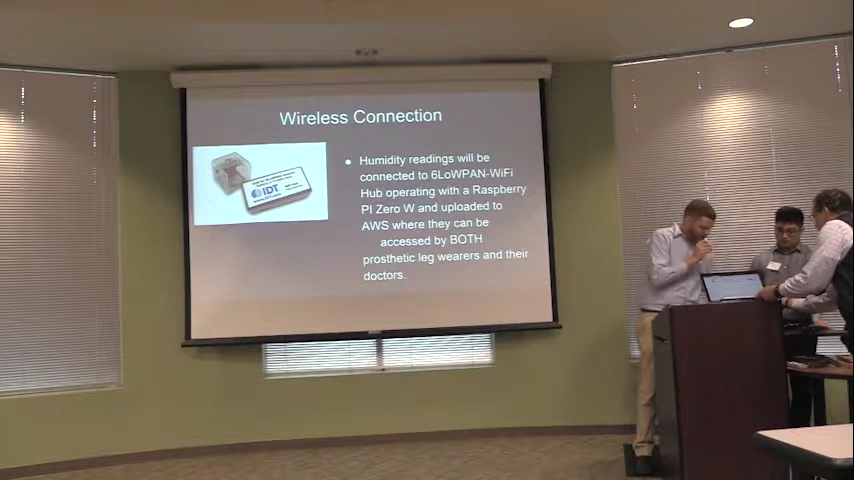 Wireless Connection
Humidity readings will be
connected to 6LoWPAN-WiFi
Hub operating with a Raspberry
PI Zero W and uploaded to
AWS where they can be
accessed by BOTH
prosthetic leg wearers and their
doctors.
IDT